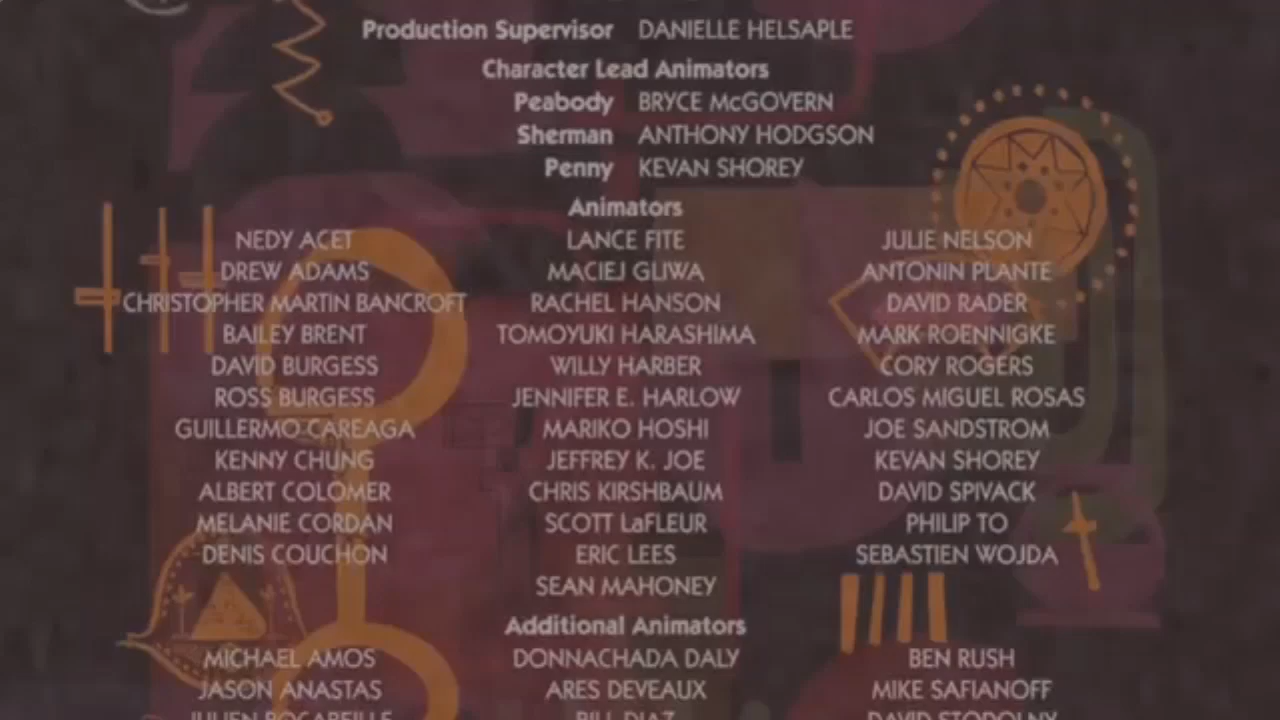 Production Supervisor DANIELLE HELSAPLE
Character Lead Animators
Peabody BRYCE McGOVERN
Sherman ANTHONY HODGSON
Penny KEVAN SHOREY
Animators
NEDY ACET LANCE FITE JULIE NELSON
DREW ADAMS MACIEJ GLIWA ANTONIN PLANTE
CHRISTOPHER MARTIN BANCROFT RACHEL HANSON DAVID RADER
BAILEY BRENT TOMOYUKI HARASHIMA MARK ROENNIGKE
DAVID BURGESS WILLY HARBER CORY ROGERS
ROSS BURGESS JENNIFER E. HARLOW CARLOS MIGUEL ROSAS
GUILLERMO CAREAGA MARIKO HOSHI JOE SANDSTROM
KENNY CHUNG JEFFREY K. JOE KEVAN SHOREY
ALBERT COLOMER CHRIS KIRSHBAUM DAVID SPIVACK
MELANIE CORDAN SCOTT LaFLEUR PHILIP TO
DENIS COUCHON ERIC LEES SEBASTIEN WOJDA
SEAN MAHONEY
Additional Animators
MICHAEL AMOS DONNACHADA DALY BEN RUSH
JASON ANASTAS ARES DEVEAUX MIKE SAFIANOFF
BILL DIAZ DAVID STODOLNY